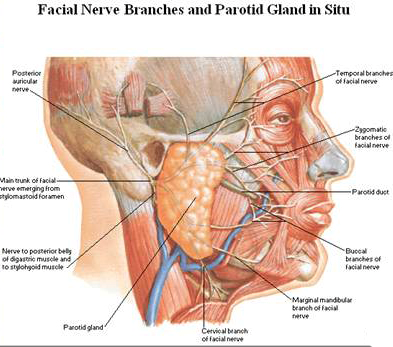 Facial Nerve Branches and Parotid Gland in Situ
Posterior
auricular
nerve
Temporal branches
of facial nerve
Zygomatic
branches of
facial nerve
Main trunk of facial
nerve emerging from
stylomastoid foramen
Parotid duct
Nerve to posterior belly
of digastric muscle and
to stylohyoid muscle
Buccal
branches of
facial nerve
Marginal mandibular
branch of facial
nerve
Parotid gland
Cervical branch
of facial nerve